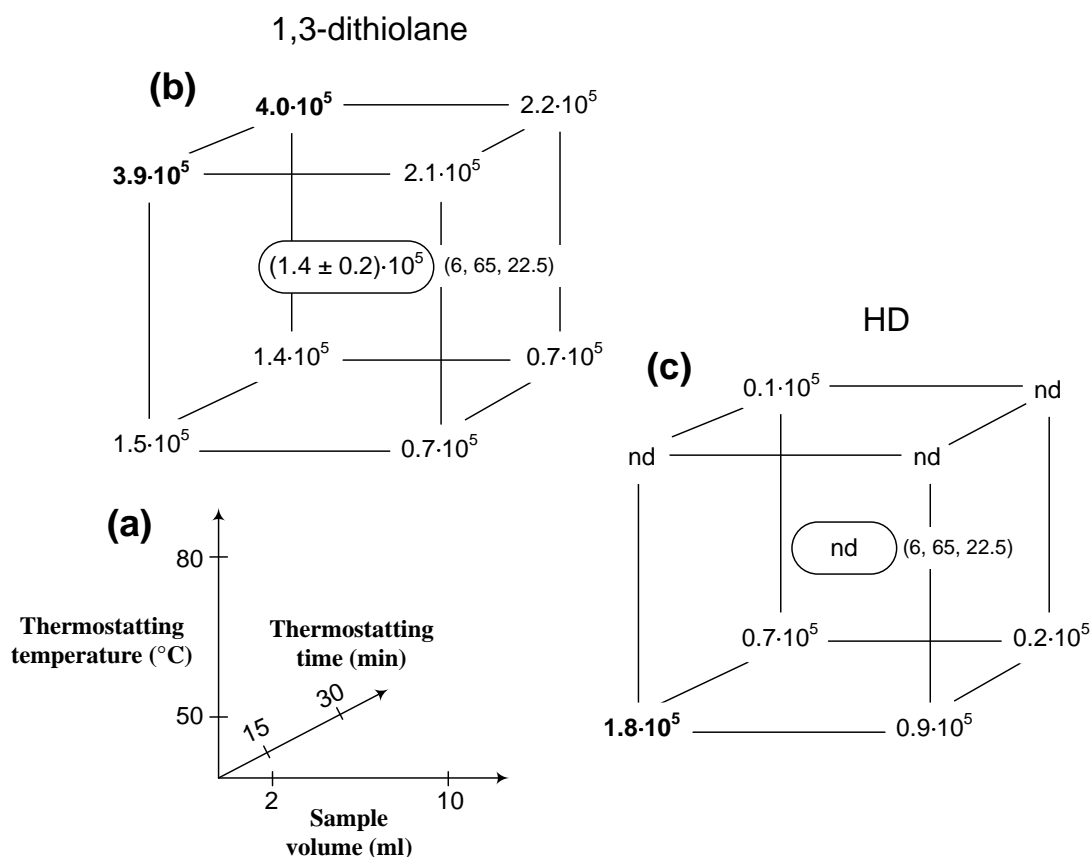 1,3-dithiolane
(b)
4.0·10⁵
2.2·10⁵
3.9·10⁵
2.1·10⁵
(1.4 ± 0.2)·10⁵ (6, 65, 22.5)
1.4·10⁵
0.7·10⁵
1.5·10⁵
0.7·10⁵
HD
(c)
0.1·10⁵
nd
nd
nd
nd (6, 65, 22.5)
0.7·10⁵
0.2·10⁵
1.8·10⁵
0.9·10⁵
(a)
80
Thermostatting
temperature (°C)
Thermostatting
time (min)
50
15
30
2
10
Sample
volume (ml)